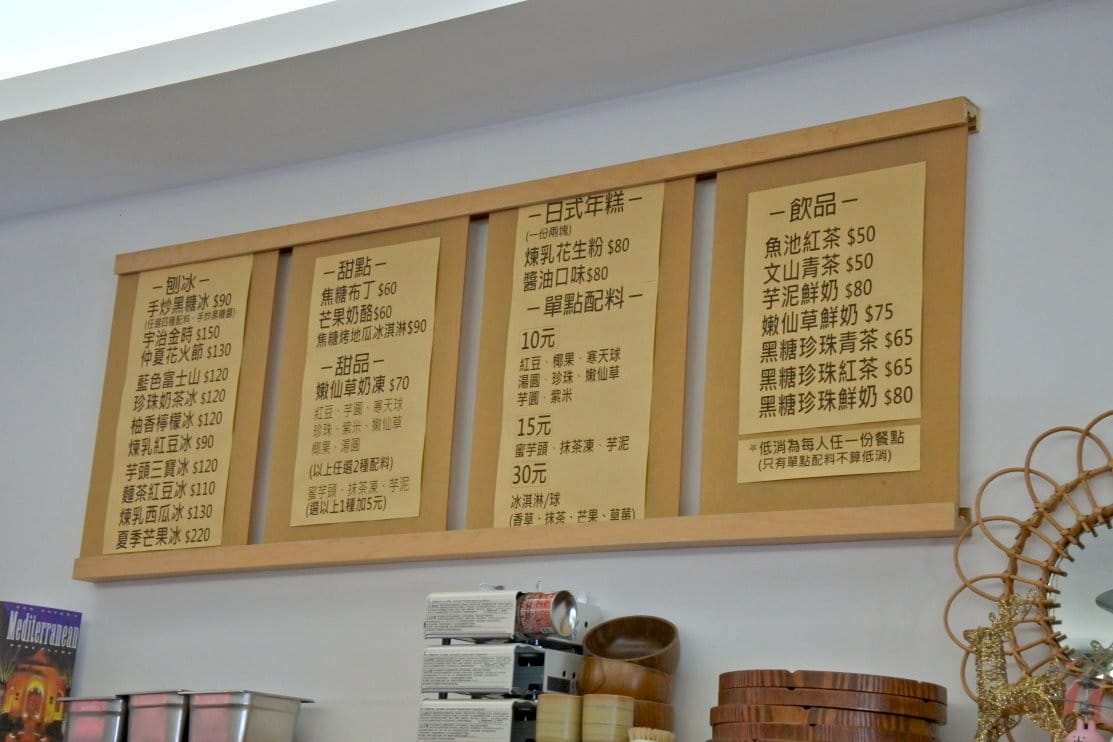 －刨冰－
手炒黑糖冰 $90
(任選四種配料，手炒黑糖醬)
宇治金時 $150
仲夏花火節 $130
藍色富士山 $120
珍珠奶茶冰 $120
柚香檸檬冰 $120
煉乳紅豆冰 $90
芋頭三寶冰 $120
麵茶紅豆冰 $110
煉乳西瓜冰 $130
夏季芒果冰 $220
－甜點－
焦糖布丁 $60
芒果奶酪$60
焦糖烤地瓜冰淇淋$90
－甜品－
嫩仙草奶凍 $70
紅豆、芋圓、寒天球
珍珠、紫米、嫩仙草
椰果、湯圓
(以上任選2種配料)
蜜芋頭、抹茶凍、芋泥
(選以上1種加5元)
－日式年糕－
(一份兩塊)
煉乳花生粉 $80
醬油口味$80
－單點配料－
10元
紅豆、椰果、寒天球
湯圓、珍珠、嫩仙草
芋圓、紫米
15元
蜜芋頭、抹茶凍、芋泥
30元
冰淇淋/球
(香草、抹茶、芒果、草莓)
－飲品－
魚池紅茶 $50
文山青茶 $50
芋泥鮮奶 $80
嫩仙草鮮奶 $75
黑糖珍珠青茶 $65
黑糖珍珠紅茶 $65
黑糖珍珠鮮奶 $80
＊低消為每人任一份餐點
(只有單點配料不算低消)
Mediterranean